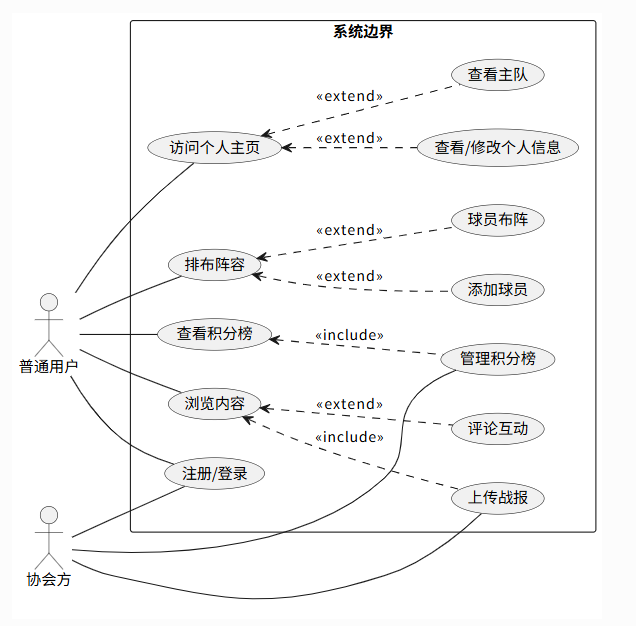 系统边界
查看主队
«extend»
«extend»
访问个人主页
查看/修改个人信息
球员布阵
«extend»
排布阵容
«extend»
添加球员
查看积分榜
«include»
管理积分榜
普通用户
浏览内容
«extend»
评论互动
«include»
注册/登录
上传战报
协会方